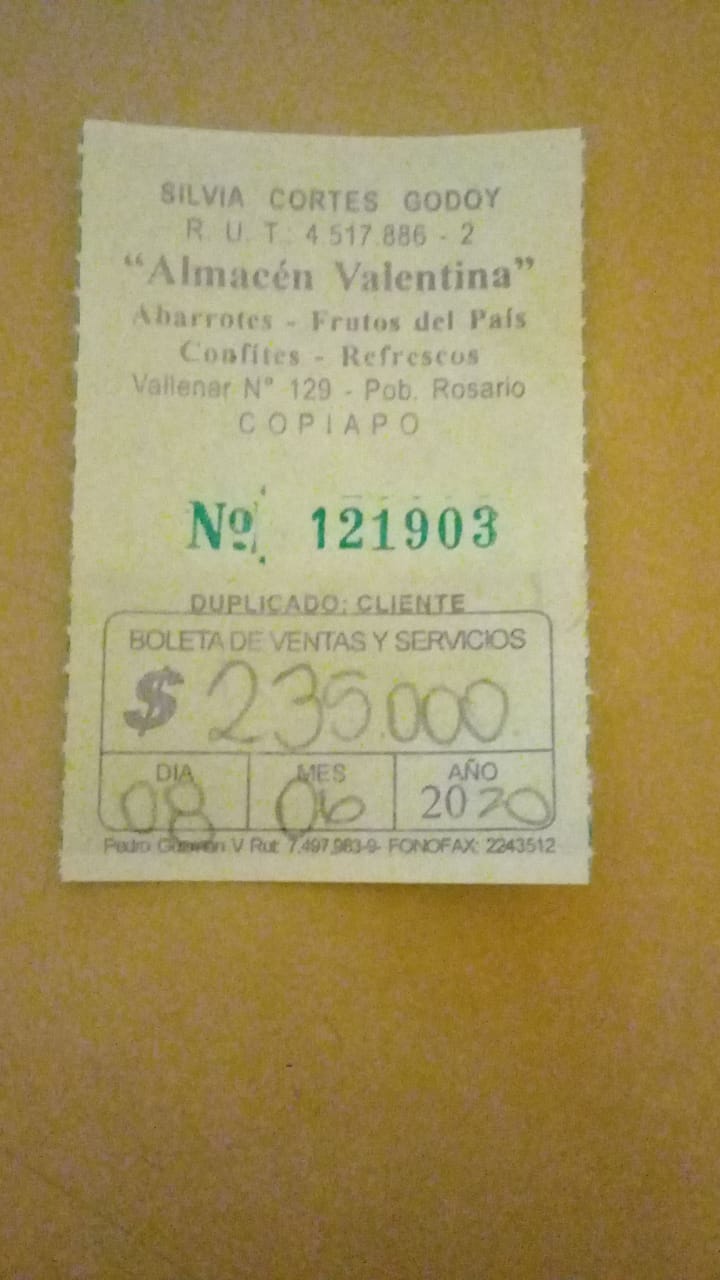 SILVIA CORTES GODOY
R. U. T. 4.517.886 - 2
“Almacén Valentina”
Abarrotes - Frutos del País
Confites - Refrescos
Vallenar N° 129 - Pob. Rosario
COPIAPO
Nº 121903
DUPLICADO: CLIENTE
BOLETA DE VENTAS Y SERVICIOS
$ 235.000
DIA MES AÑO
08 06 2020
Pedro Guzmán V Rut: 7.497.983-9- FONOFAX: 2243512